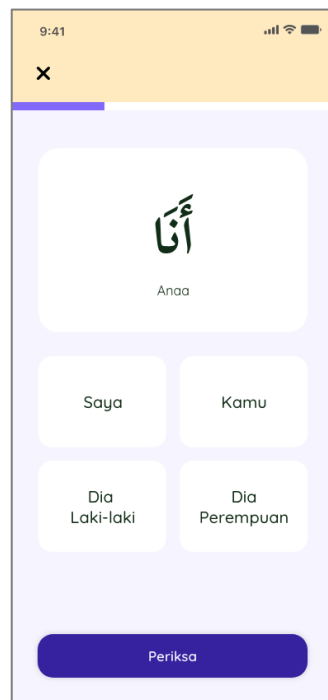 9:41
أَنَا
Anaa
Saya
Kamu
Dia
Laki-laki
Dia
Perempuan
Periksa